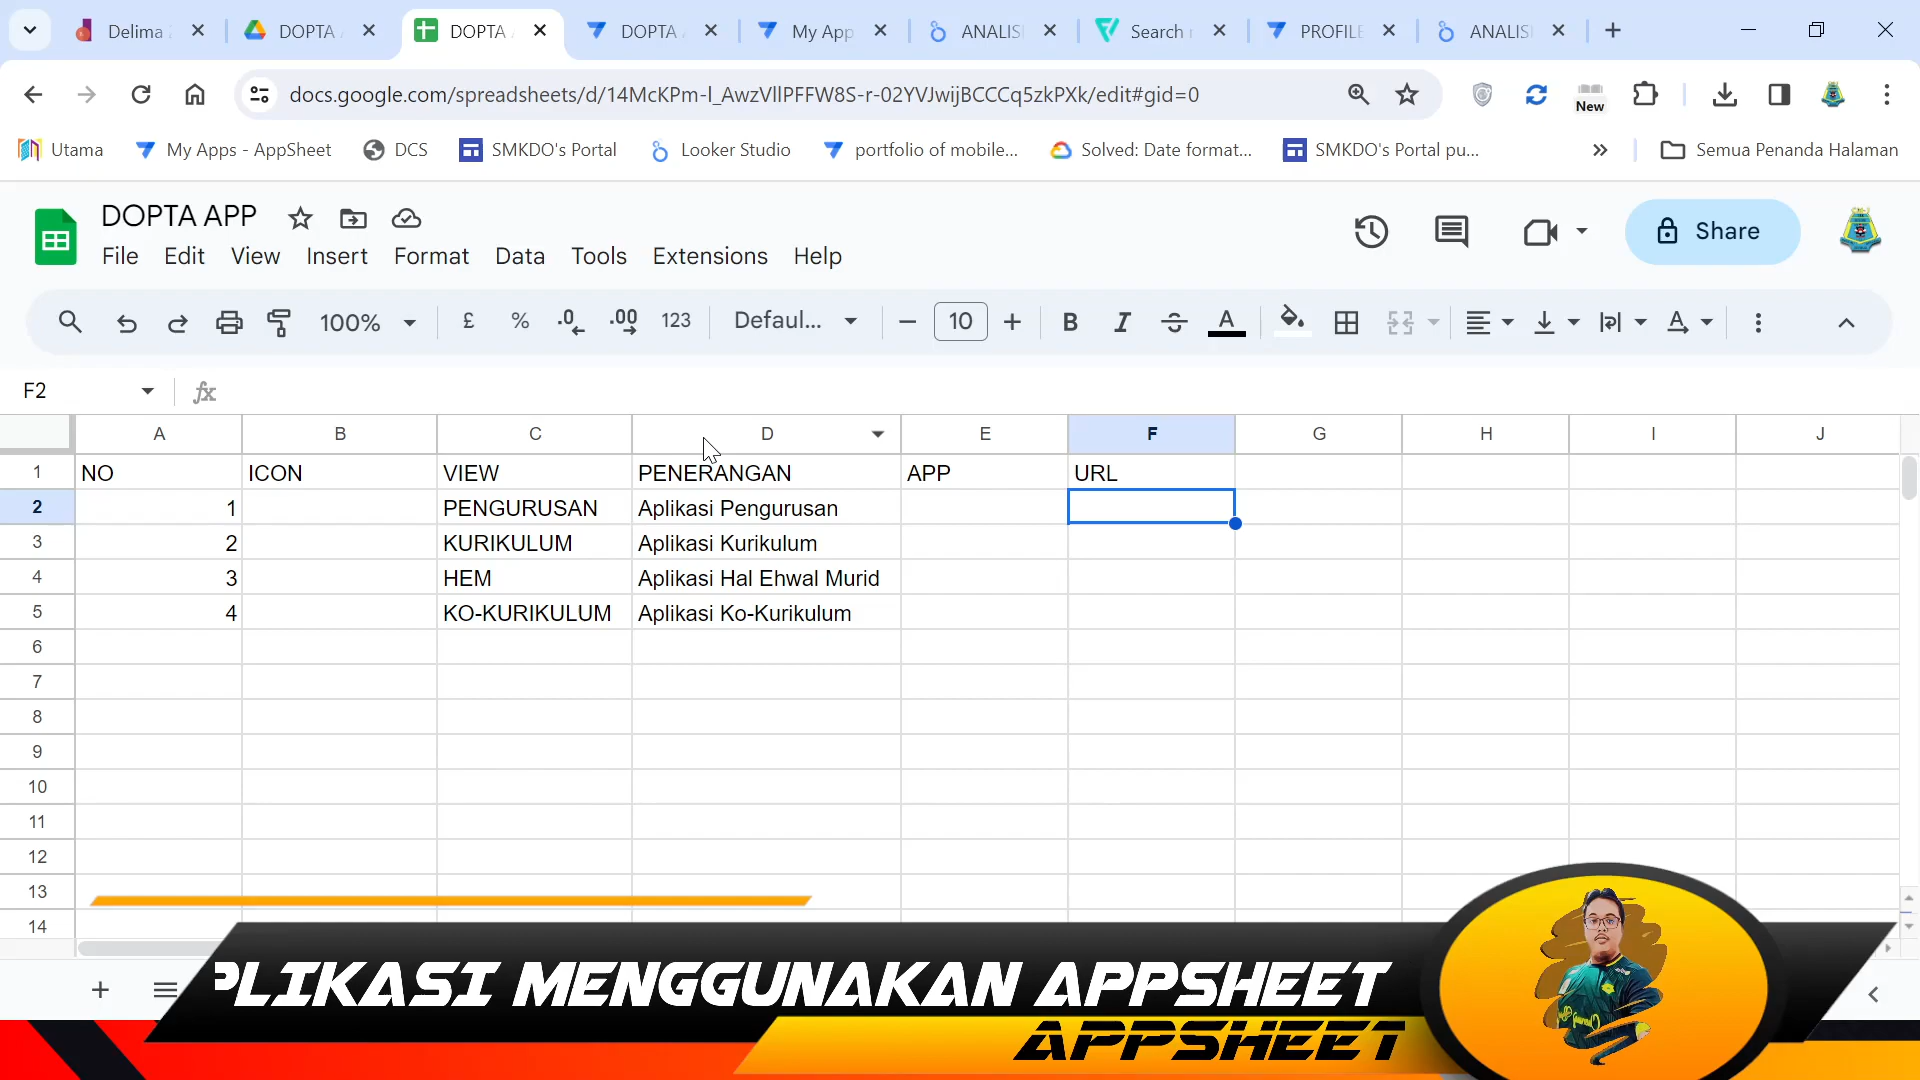 Delima
DOPTA
DOPTA
DOPTA
My App
ANALIS
Search
PROFILE
ANALIS
docs.google.com/spreadsheets/d/14McKPm-l_AwzVllPFFW8S-r-02YVJwijBCCCq5zkPXk/edit#gid=0
New
Utama
My Apps - AppSheet
DCS
SMKDO's Portal
Looker Studio
portfolio of mobile...
Solved: Date format...
SMKDO's Portal pu...
Semua Penanda Halaman
DOPTA APP
File Edit View Insert Format Data Tools Extensions Help
Share
100% £ % .0 .00 123 Defaul... 10 B I S A A
F2 fx
A B C D E F G H I J
1 NO ICON VIEW PENERANGAN APP URL
2 1 PENGURUSAN Aplikasi Pengurusan
3 2 KURIKULUM Aplikasi Kurikulum
4 3 HEM Aplikasi Hal Ehwal Murid
5 4 KO-KURIKULUM Aplikasi Ko-Kurikulum
6
7
8
9
10
11
12
13
14
PLIKASI MENGGUNAKAN APPSHEET
APPSHEET